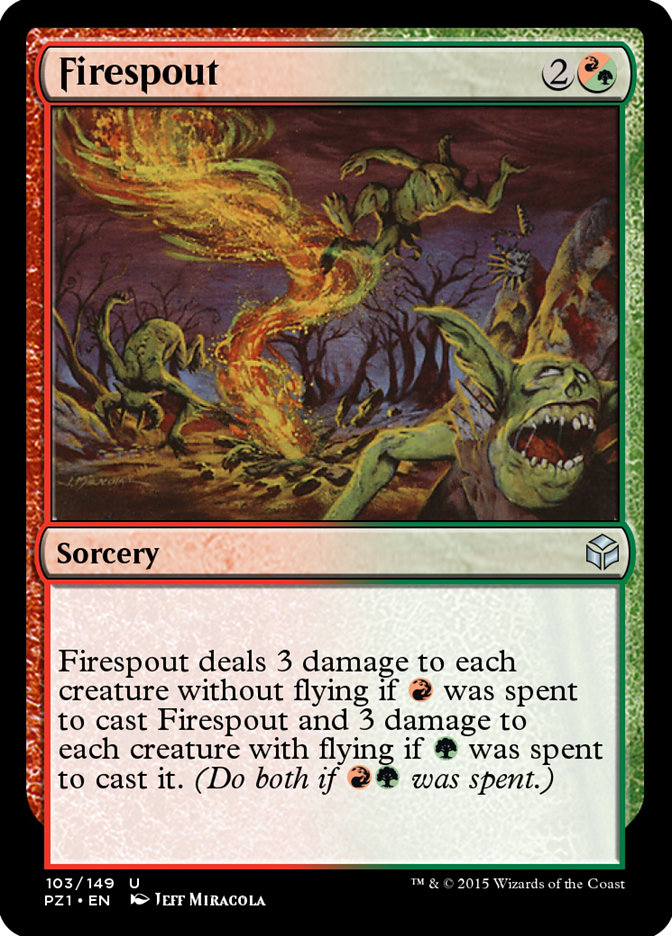 Firespout 2
J. Miracola
Sorcery
Firespout deals 3 damage to each
creature without flying if was spent
to cast Firespout and 3 damage to
each creature with flying if was spent
to cast it. (Do both if was spent.)
103/149 U
™ & © 2015 Wizards of the Coast
PZ1 • EN Jeff Miracola